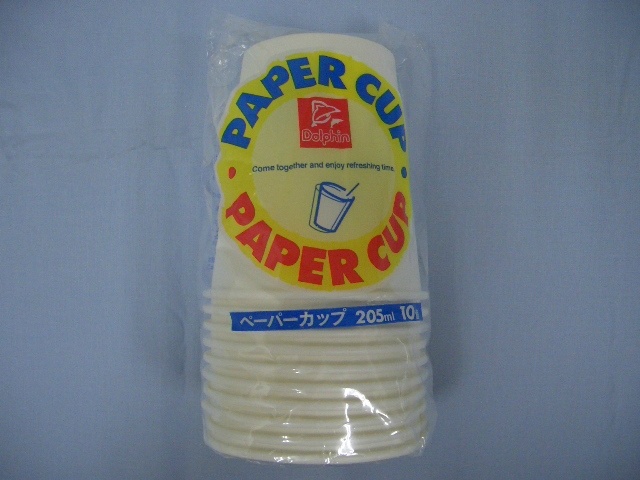 PAPER CUP
Dolphin
Come together and enjoy refreshing time.
PAPER CUP
ペーパーカップ 205ml 10